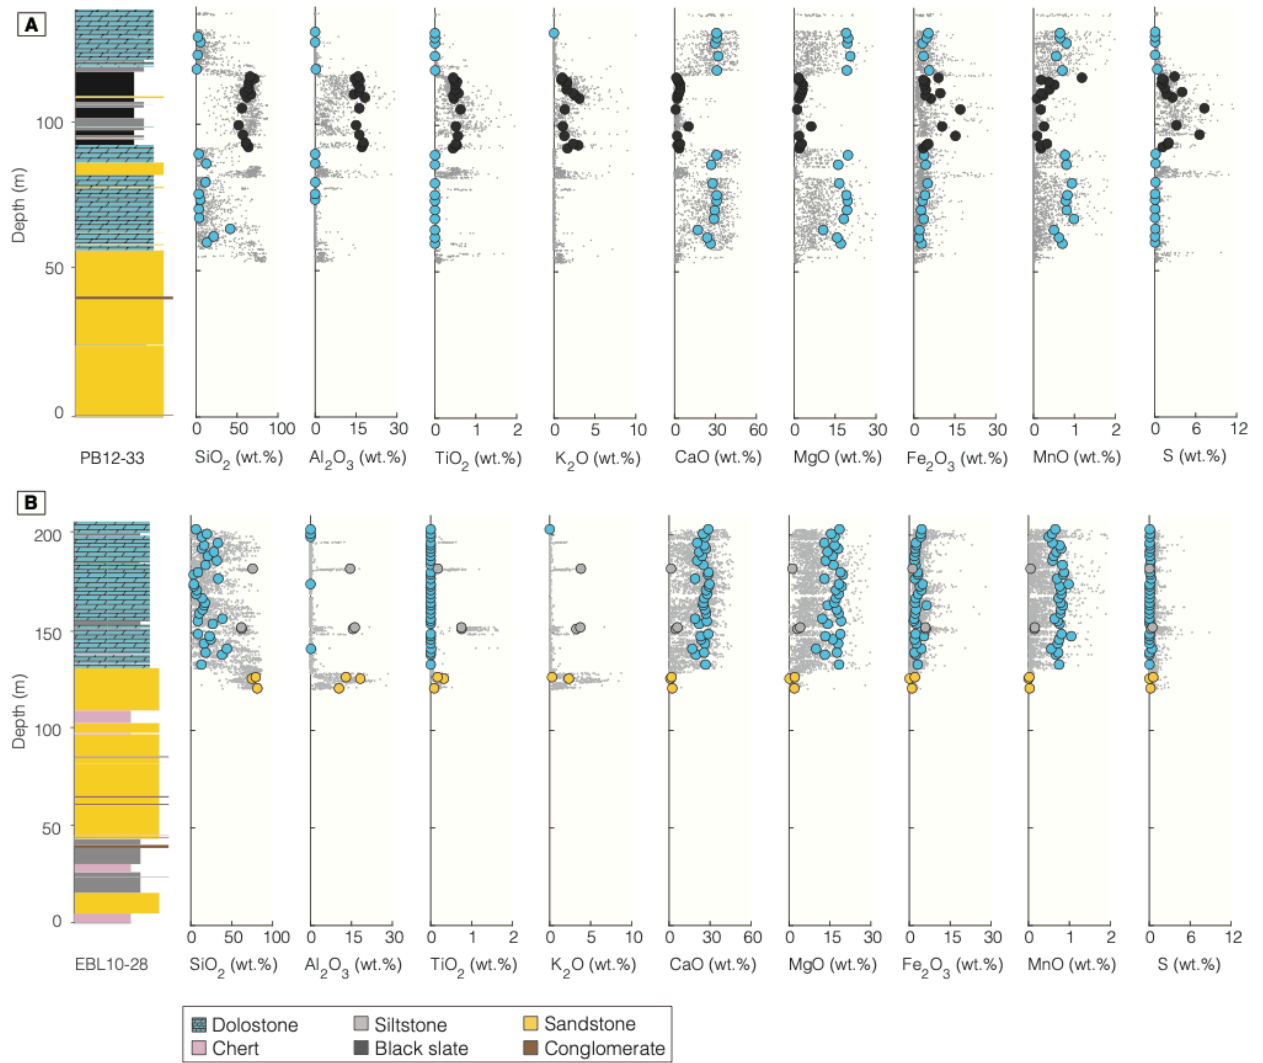 A
Depth (m)
100
50
0
0 50 100
0 15 30
0 1 2
0 5 10
0 30 60
0 15 30
0 15 30
0 1 2
0 6 12
PB12-33
SiO2 (wt.%)
Al2O3 (wt.%)
TiO2 (wt.%)
K2O (wt.%)
CaO (wt.%)
MgO (wt.%)
Fe2O3 (wt.%)
MnO (wt.%)
S (wt.%)
B
Depth (m)
200
150
100
50
0
0 50 100
0 15 30
0 1 2
0 5 10
0 30 60
0 15 30
0 15 30
0 1 2
0 6 12
EBL10-28
SiO2 (wt.%)
Al2O3 (wt.%)
TiO2 (wt.%)
K2O (wt.%)
CaO (wt.%)
MgO (wt.%)
Fe2O3 (wt.%)
MnO (wt.%)
S (wt.%)
Dolostone Siltstone Sandstone
Chert Black slate Conglomerate